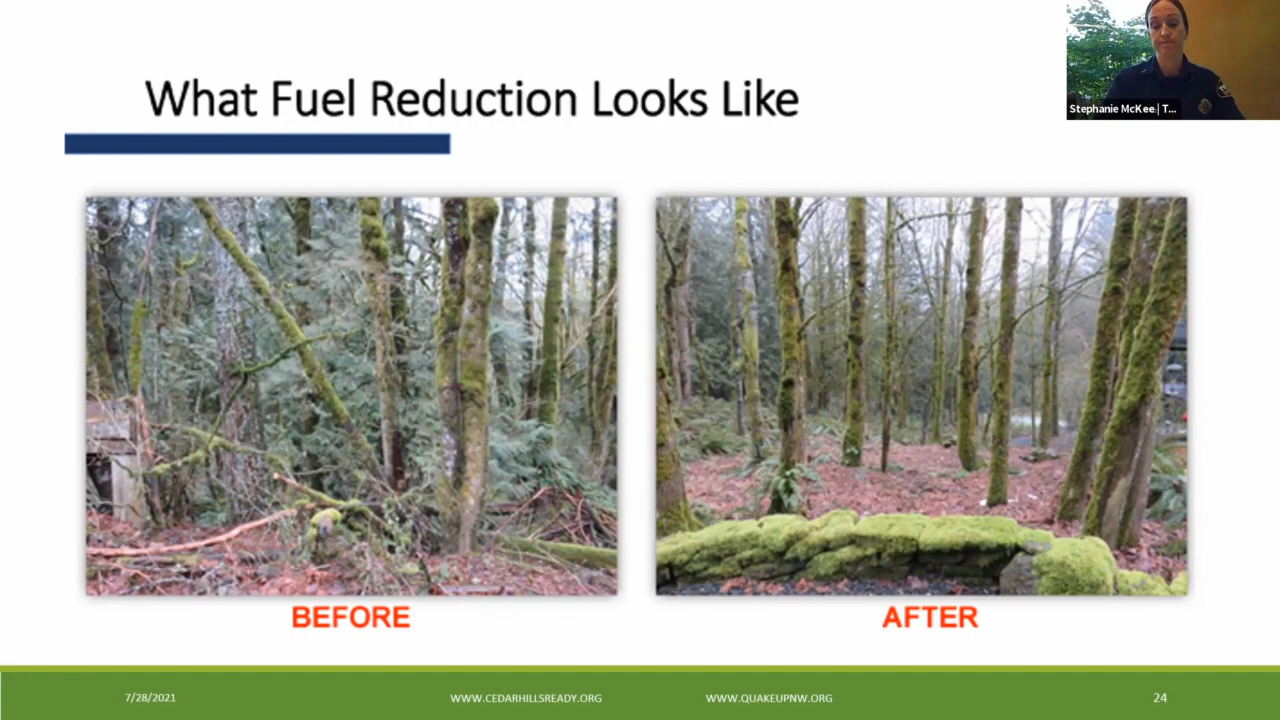 What Fuel Reduction Looks Like
Stephanie McKee | T...
BEFORE
AFTER
7/28/2021
WWW.CEDARHILLSREADY.ORG
WWW.QUAKEUPNW.ORG
24